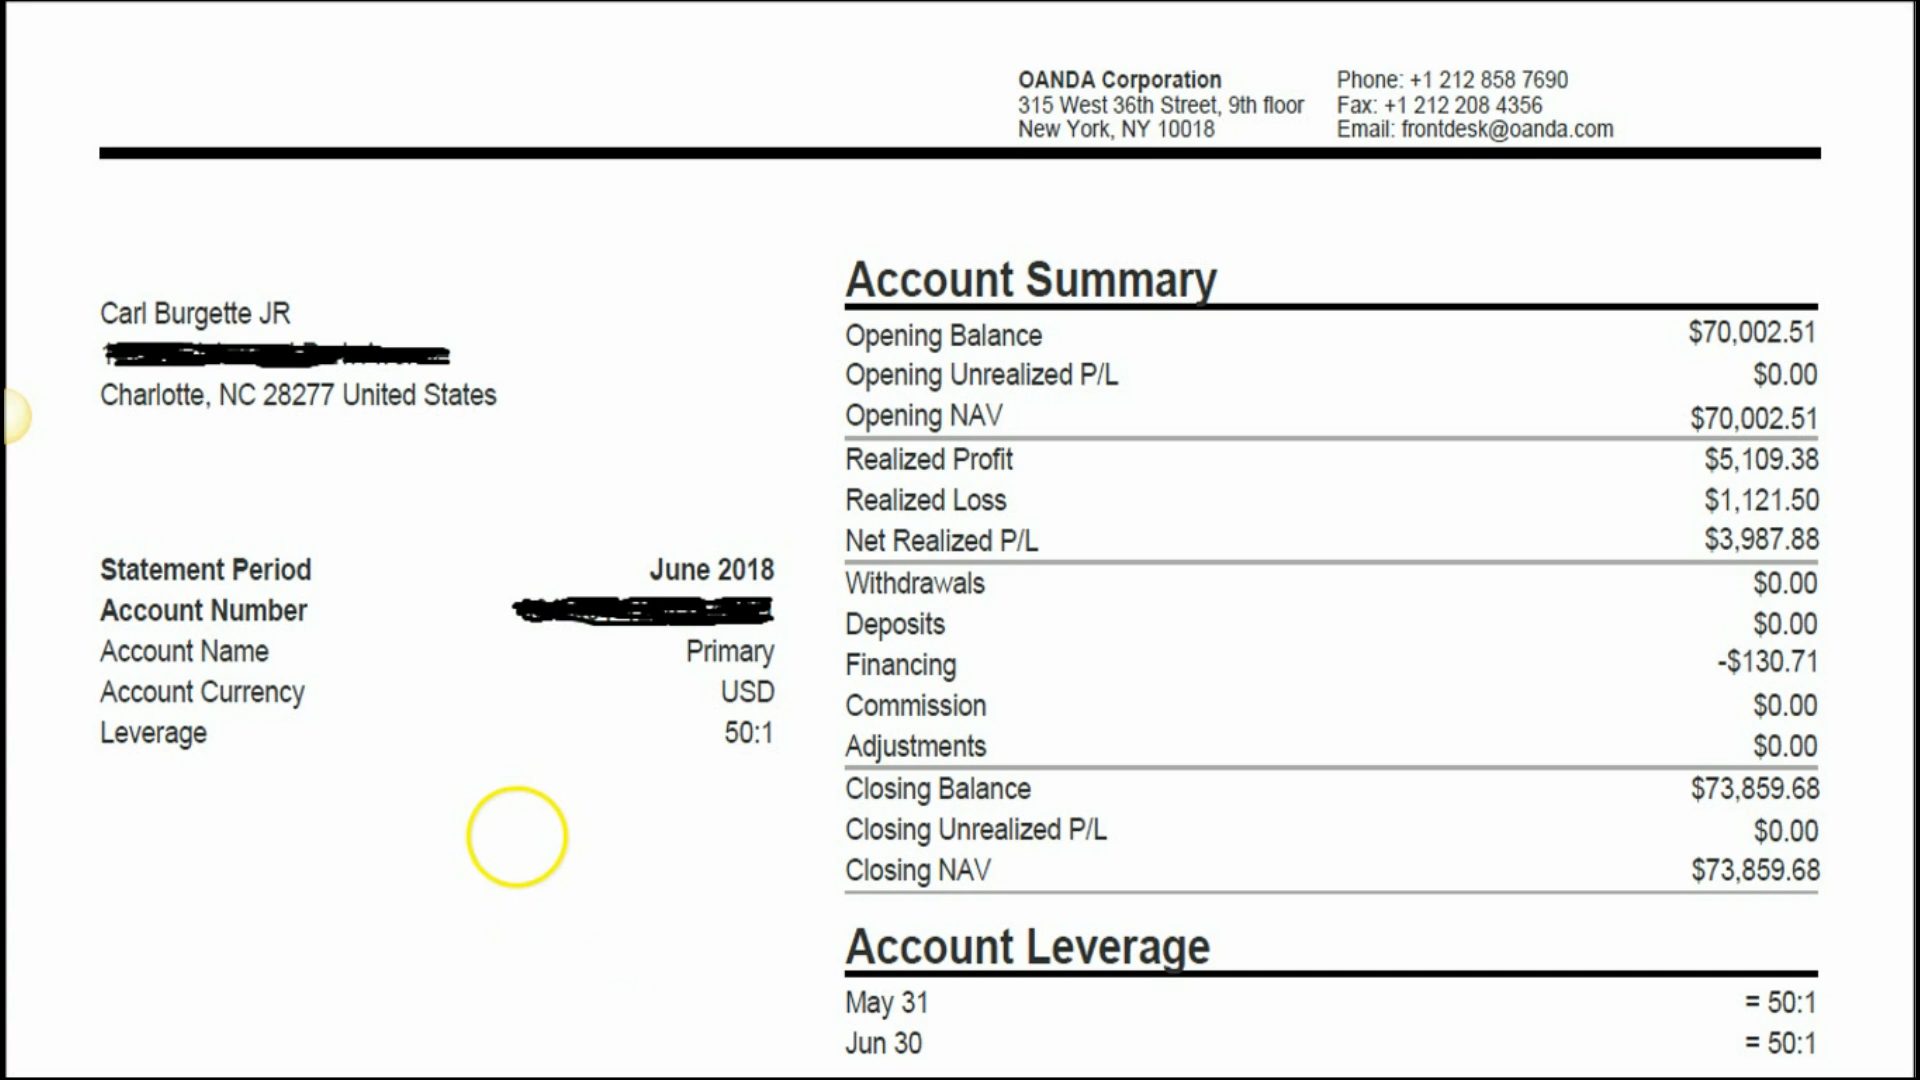 OANDA Corporation
315 West 36th Street, 9th floor
New York, NY 10018
Phone: +1 212 858 7690
Fax: +1 212 208 4356
Email: frontdesk@oanda.com
Carl Burgette JR
Charlotte, NC 28277 United States
Statement Period June 2018
Account Number
Account Name Primary
Account Currency USD
Leverage 50:1
Account Summary
Opening Balance $70,002.51
Opening Unrealized P/L $0.00
Opening NAV $70,002.51
Realized Profit $5,109.38
Realized Loss $1,121.50
Net Realized P/L $3,987.88
Withdrawals $0.00
Deposits $0.00
Financing -$130.71
Commission $0.00
Adjustments $0.00
Closing Balance $73,859.68
Closing Unrealized P/L $0.00
Closing NAV $73,859.68
Account Leverage
May 31 = 50:1
Jun 30 = 50:1